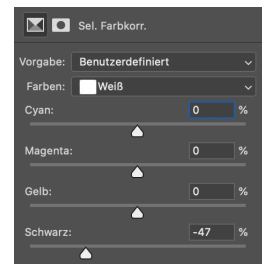 Sel. Farbkorr.
Vorgabe: Benutzerdefiniert
Farben: Weiß
Cyan: 0 %
Magenta: 0 %
Gelb: 0 %
Schwarz: -47 %